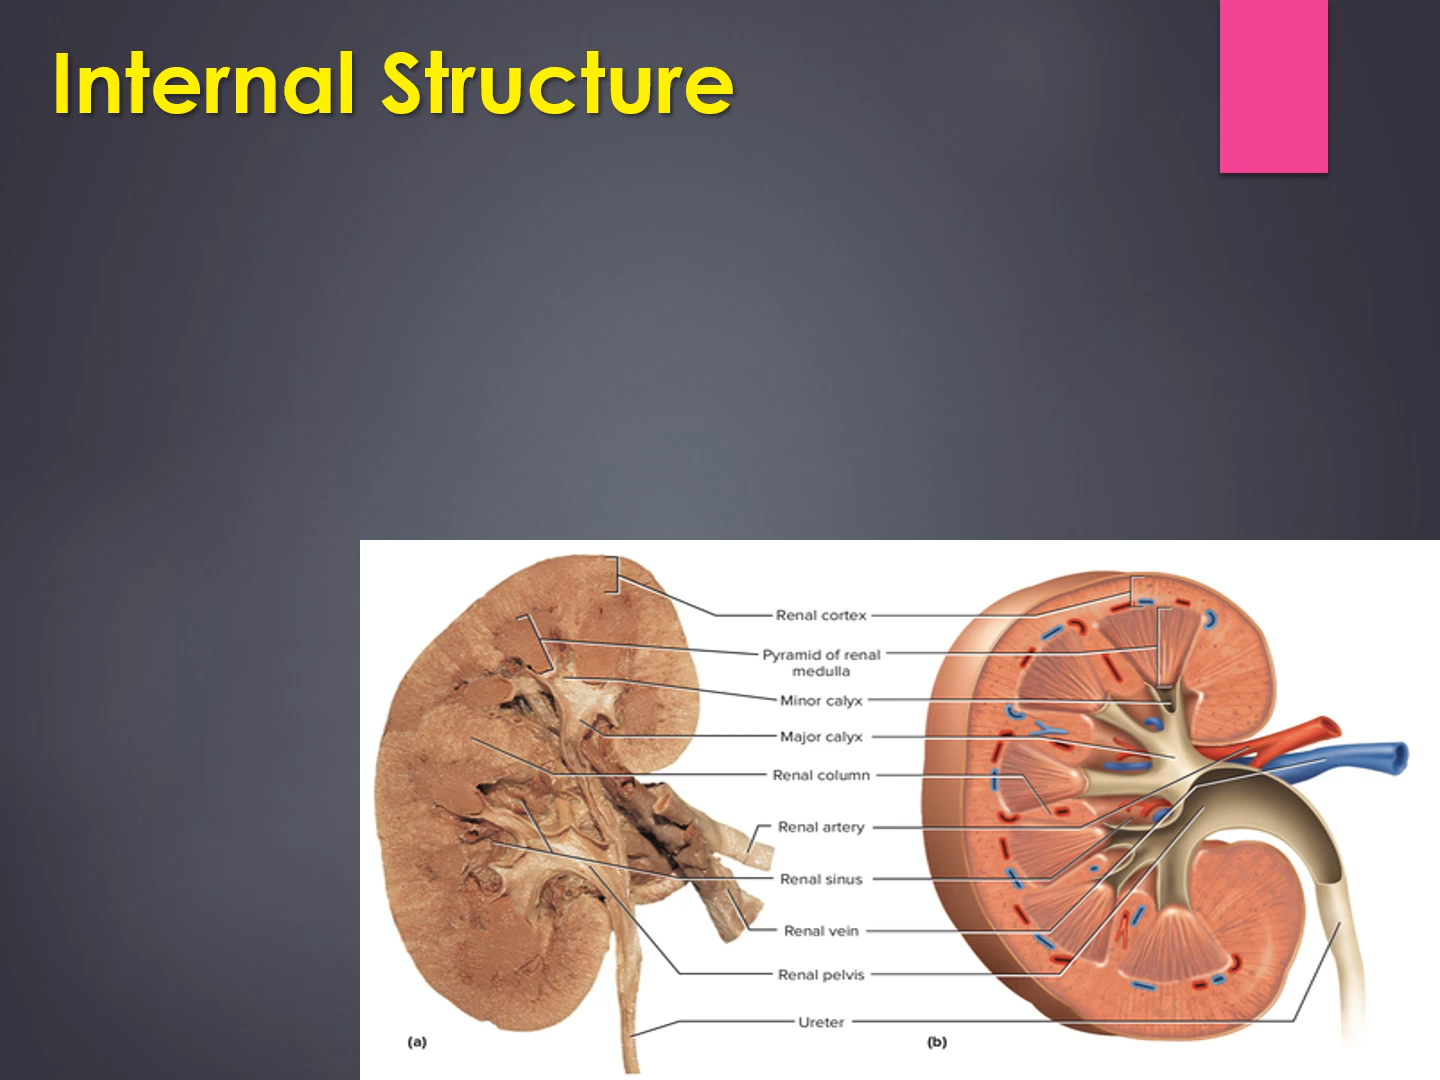 Internal Structure
Renal cortex
Pyramid of renal
medulla
Minor calyx
Major calyx
Renal column
Renal artery
Renal sinus
Renal vein
Renal pelvis
Ureter
(a)
(b)